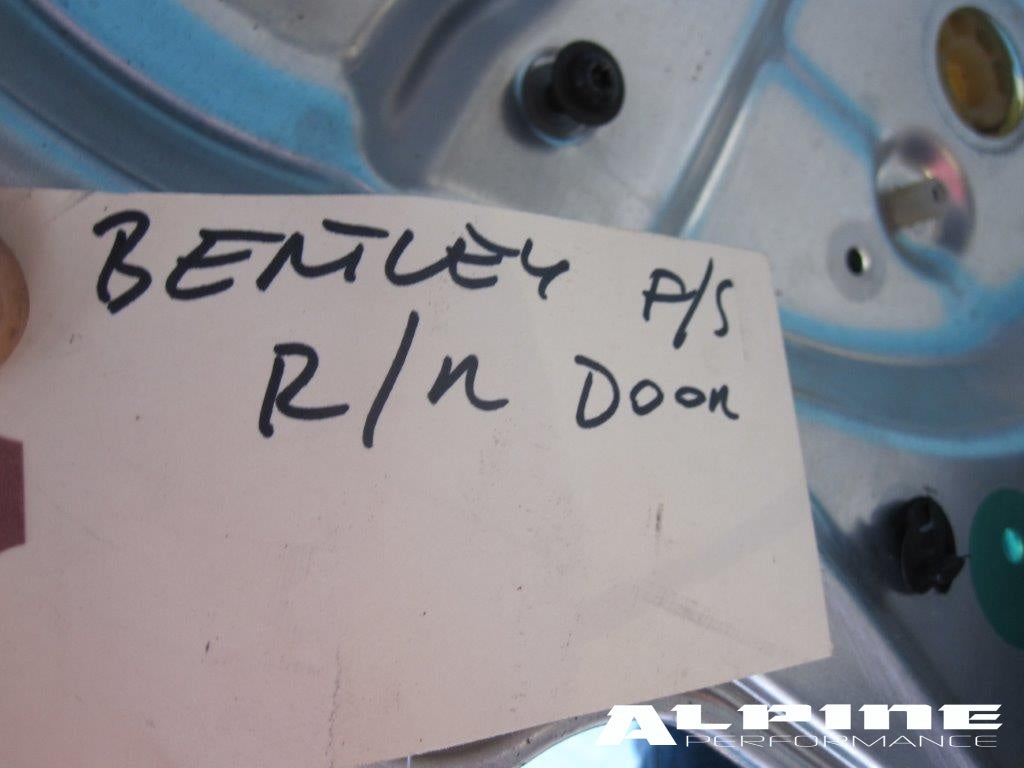 BENTLEY P/S
R/R DOOR
ALPINE
PERFORMANCE